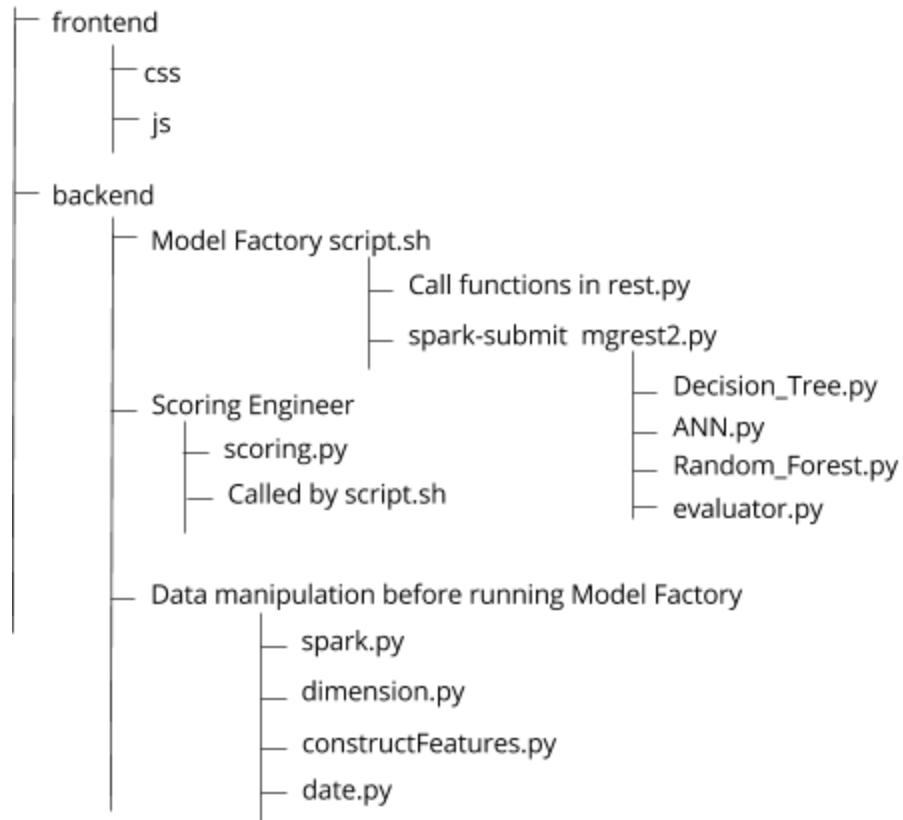 frontend
css
js
backend
Model Factory script.sh
Call functions in rest.py
spark-submit mgrest2.py
Decision_Tree.py
ANN.py
Random_Forest.py
evaluator.py
Scoring Engineer
scoring.py
Called by script.sh
Data manipulation before running Model Factory
spark.py
dimension.py
constructFeatures.py
date.py